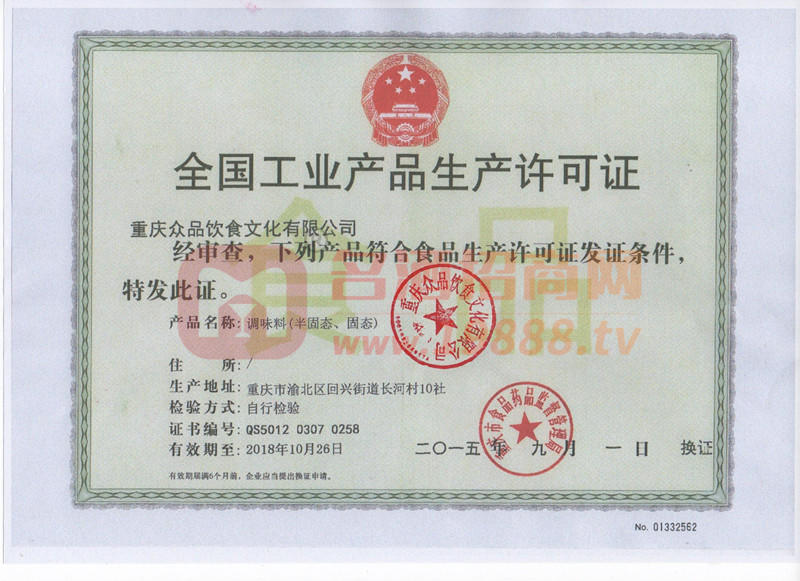 全国工业产品生产许可证
重庆众品饮食文化有限公司
经审查，下列产品符合食品生产许可证发证条件，
特发此证。
产品名称: 调味料(半固态、固态)
住 所: /
生产地址: 重庆市渝北区回兴街道长河村10社
检验方式: 自行检验
证书编号: QS5012 0307 0258
有效期至: 2018年10月26日
二〇一五 年 九 月 一 日 换证
有效期届满6个月前，企业应当提出换证申请。
No. 01332562
重庆众品饮食文化有限公司
重庆市食品药品监督管理局
招商网
888.tv